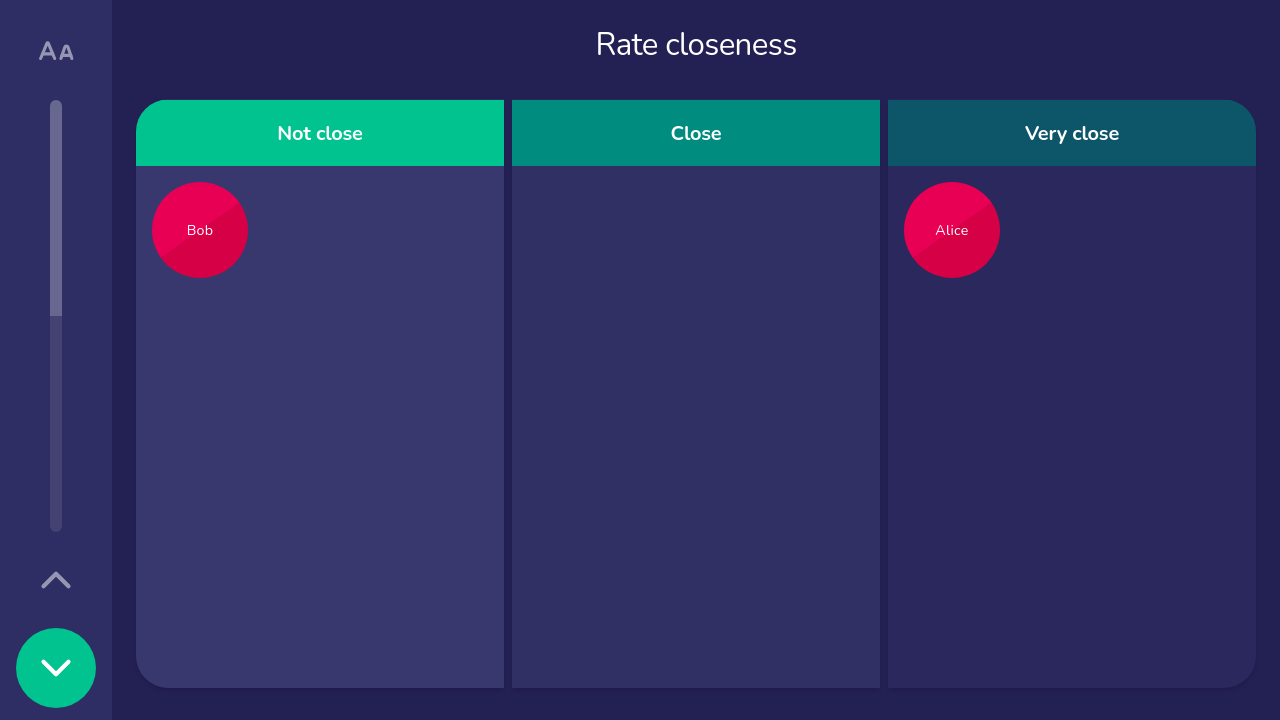 AA
Rate closeness
Not close
Close
Very close
Bob
Alice